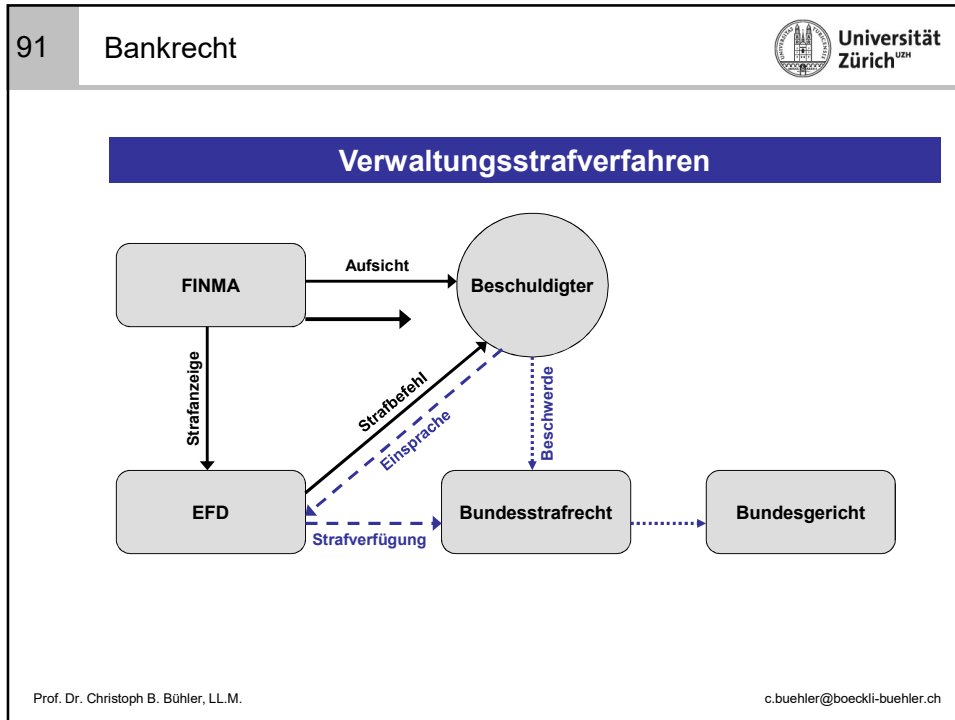 91
Bankrecht
Universität
Zürich UZH
Verwaltungsstrafverfahren
FINMA
Aufsicht
Beschuldigter
Strafanzeige
Strafbefehl
Einsprache
Beschwerde
EFD
Strafverfügung
Bundesstrafrecht
Bundesgericht
Prof. Dr. Christoph B. Bühler, LL.M.
c.buehler@boeckli-buehler.ch